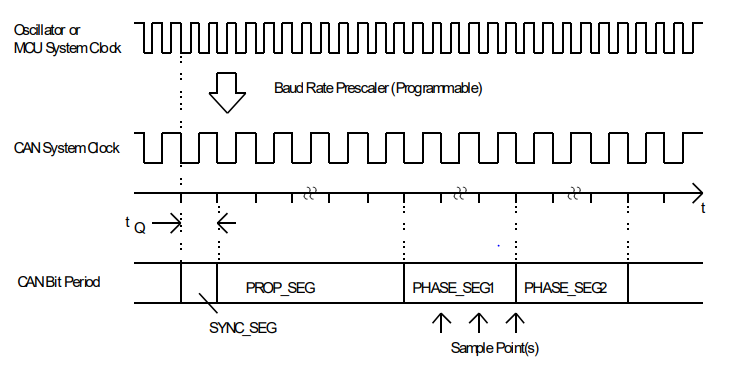 Oscillator or
MCU System Clock
Baud Rate Prescaler (Programmable)
CAN System Clock
t
t Q
CAN Bit Period
PROP_SEG
PHASE_SEG1
PHASE_SEG2
SYNC_SEG
Sample Point(s)